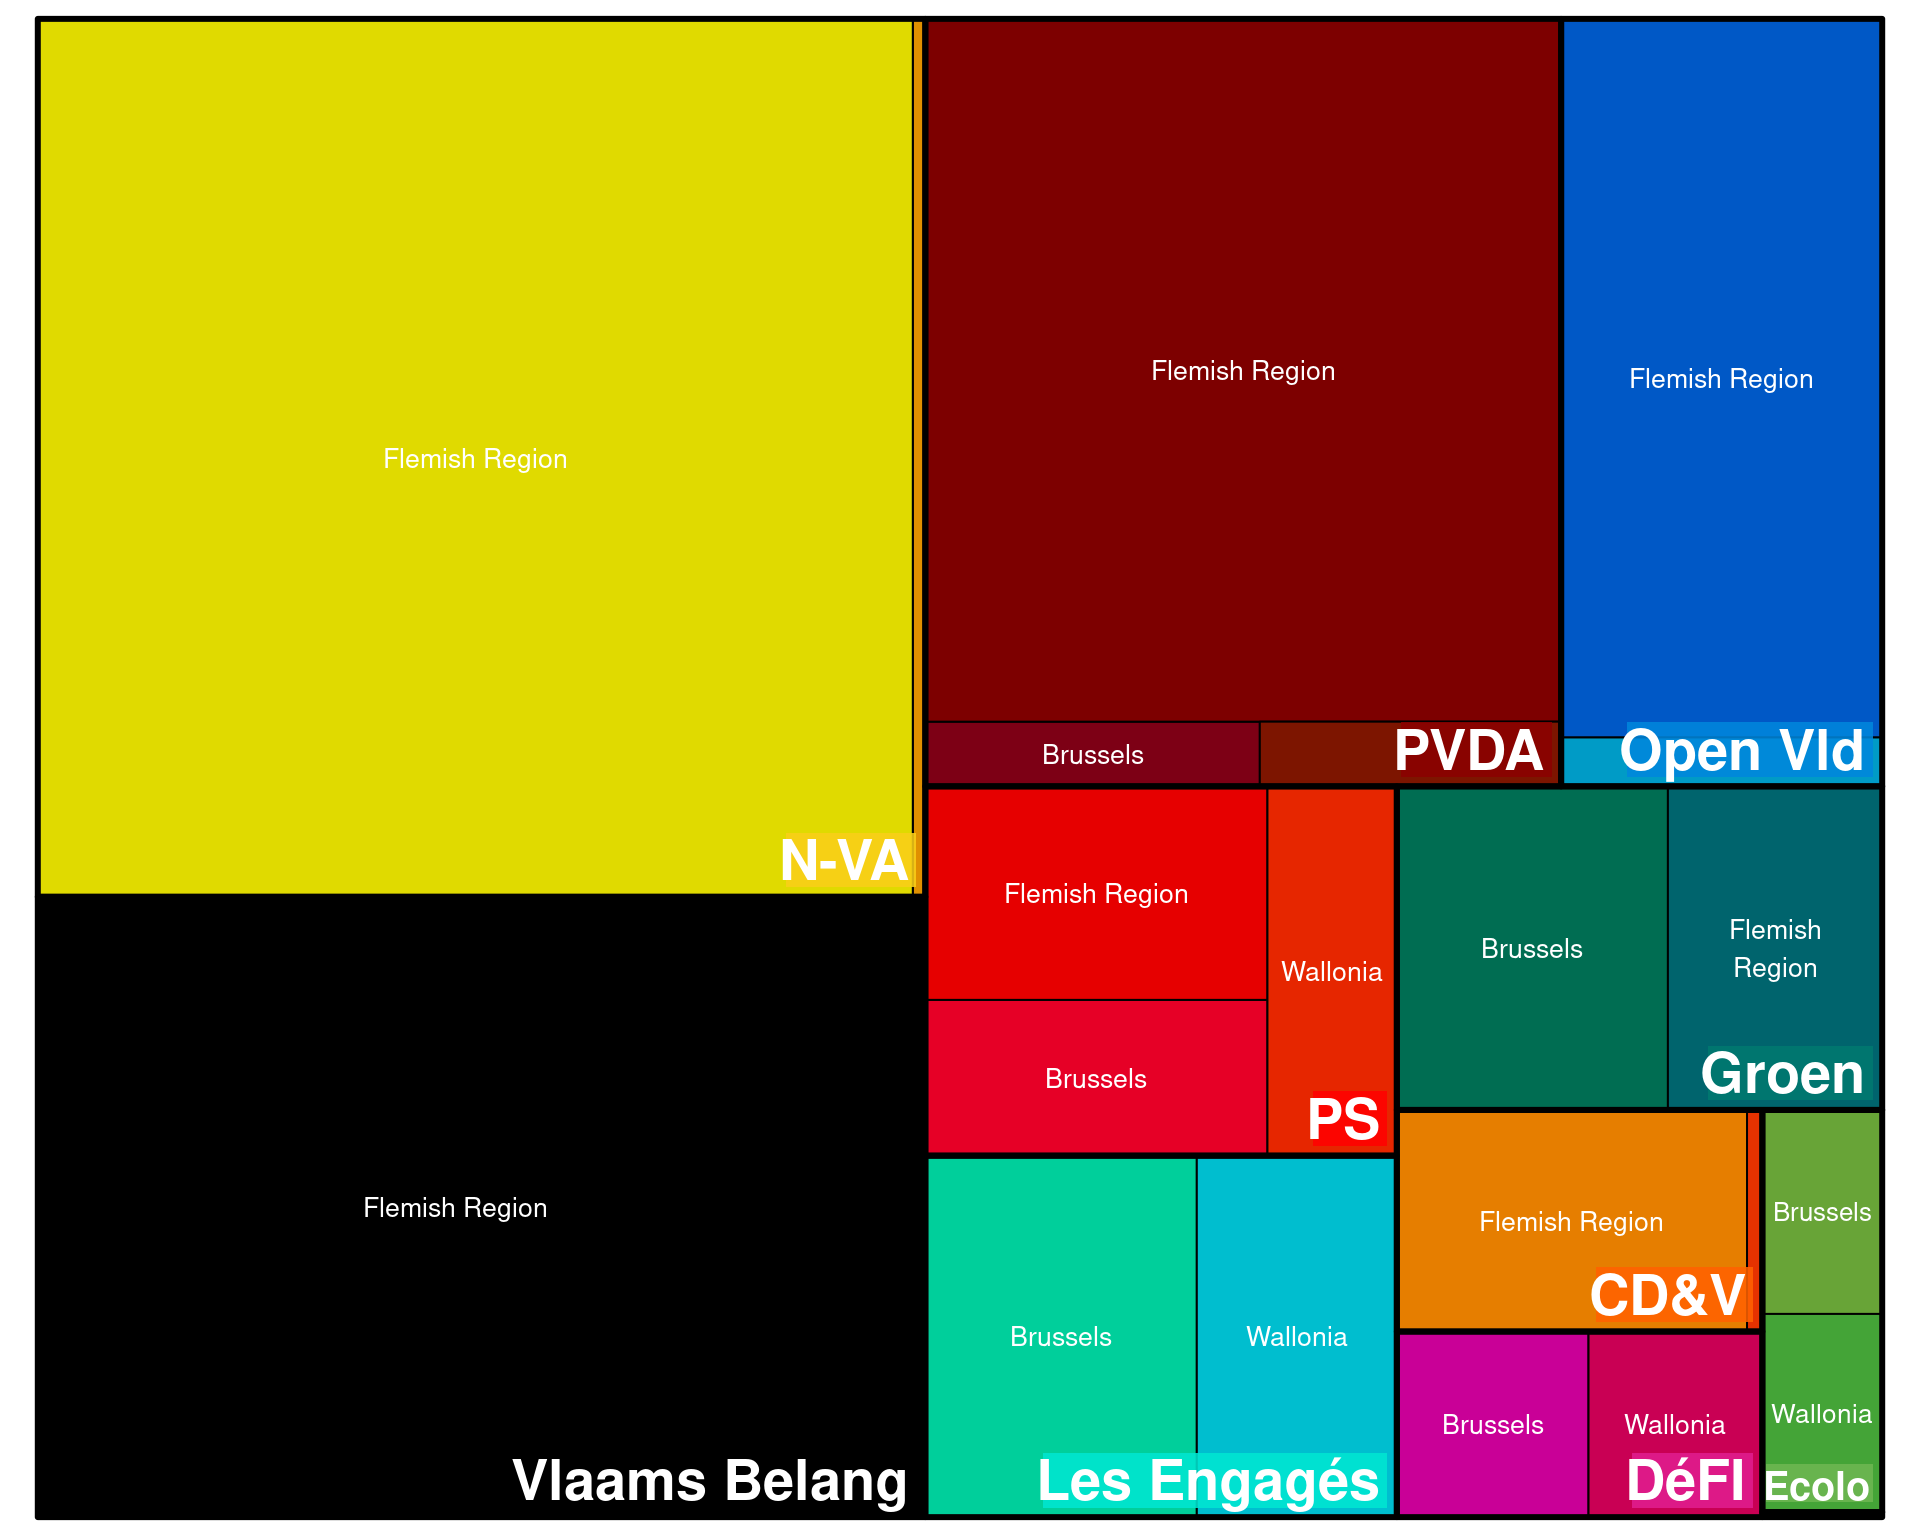 Flemish Region
N-VA
Flemish Region
Vlaams Belang
Flemish Region
Brussels
PVDA
Flemish Region
Open Vld
Flemish Region
Brussels
Wallonia
PS
Brussels
Flemish
Region
Groen
Brussels
Wallonia
Les Engagés
Flemish Region
CD&V
Brussels
Wallonia
DéFI
Brussels
Wallonia
Ecolo